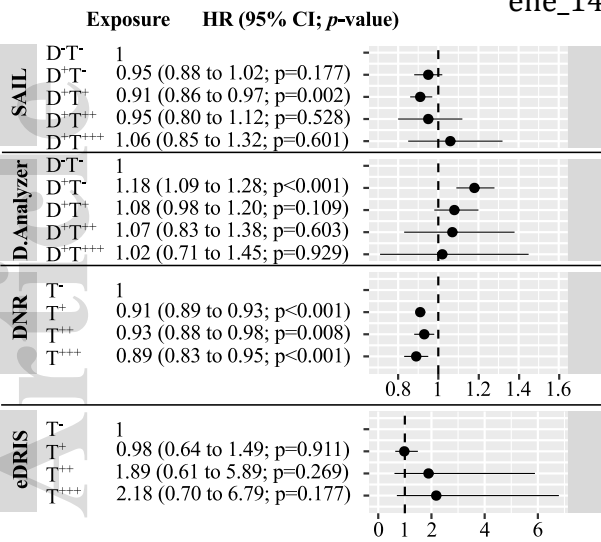 ene_14
Exposure HR (95% CI; p-value)
SAIL
D⁻T⁻ 1
D⁺T⁻ 0.95 (0.88 to 1.02; p=0.177)
D⁺T⁺ 0.91 (0.86 to 0.97; p=0.002)
D⁺T⁺⁺ 0.95 (0.80 to 1.12; p=0.528)
D⁺T⁺⁺⁺ 1.06 (0.85 to 1.32; p=0.601)
D.Analyzer
D⁻T⁻ 1
D⁺T⁻ 1.18 (1.09 to 1.28; p<0.001)
D⁺T⁺ 1.08 (0.98 to 1.20; p=0.109)
D⁺T⁺⁺ 1.07 (0.83 to 1.38; p=0.603)
D⁺T⁺⁺⁺ 1.02 (0.71 to 1.45; p=0.929)
DNR
T⁻ 1
T⁺ 0.91 (0.89 to 0.93; p<0.001)
T⁺⁺ 0.93 (0.88 to 0.98; p=0.008)
T⁺⁺⁺ 0.89 (0.83 to 0.95; p<0.001)
0.8 1 1.2 1.4 1.6
eDRIS
T⁻ 1
T⁺ 0.98 (0.64 to 1.49; p=0.911)
T⁺⁺ 1.89 (0.61 to 5.89; p=0.269)
T⁺⁺⁺ 2.18 (0.70 to 6.79; p=0.177)
0 1 2 4 6
Article